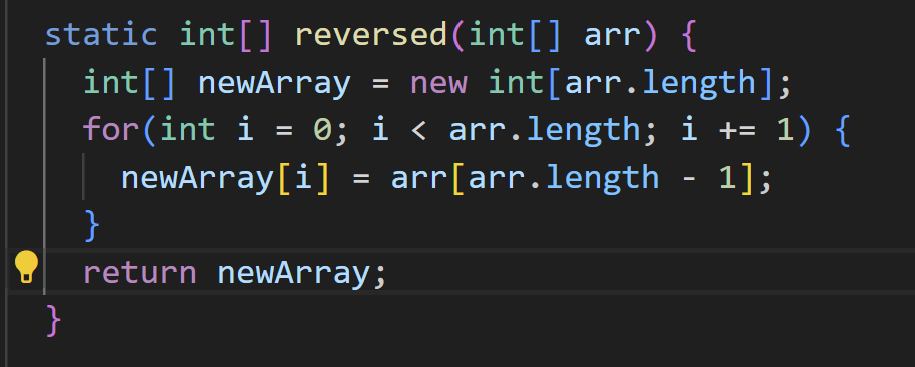 static int[] reversed(int[] arr) {
int[] newArray = new int[arr.length];
for(int i = 0; i < arr.length; i += 1) {
newArray[i] = arr[arr.length - 1];
}
return newArray;
}